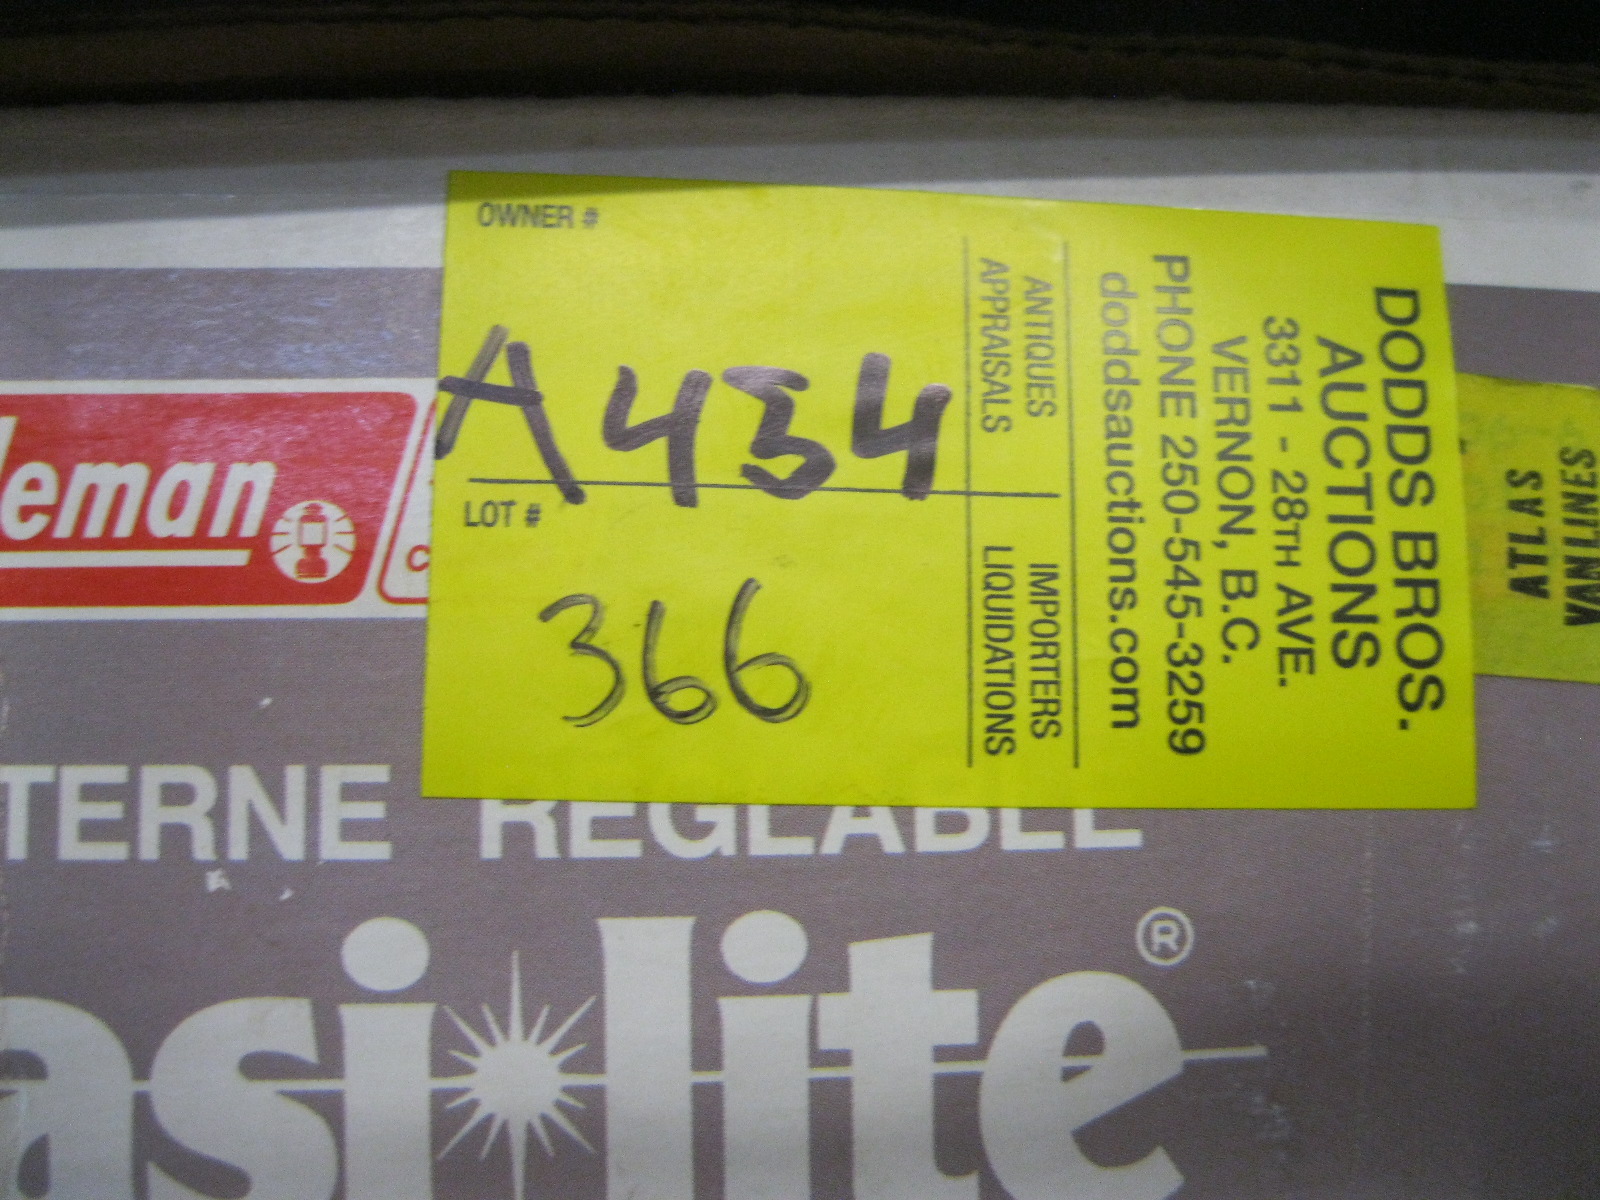 OWNER #
A454
LOT #
366
ANTIQUES
APPRAISALS
IMPORTERS
LIQUIDATIONS
DODDS BROS.
AUCTIONS
3311 - 28TH AVE.
VERNON, B.C.
PHONE 250-545-3259
doddsauctions.com
ATLAS
VANLINES
leman
C
TERNE REGLABLE
asi lite ®